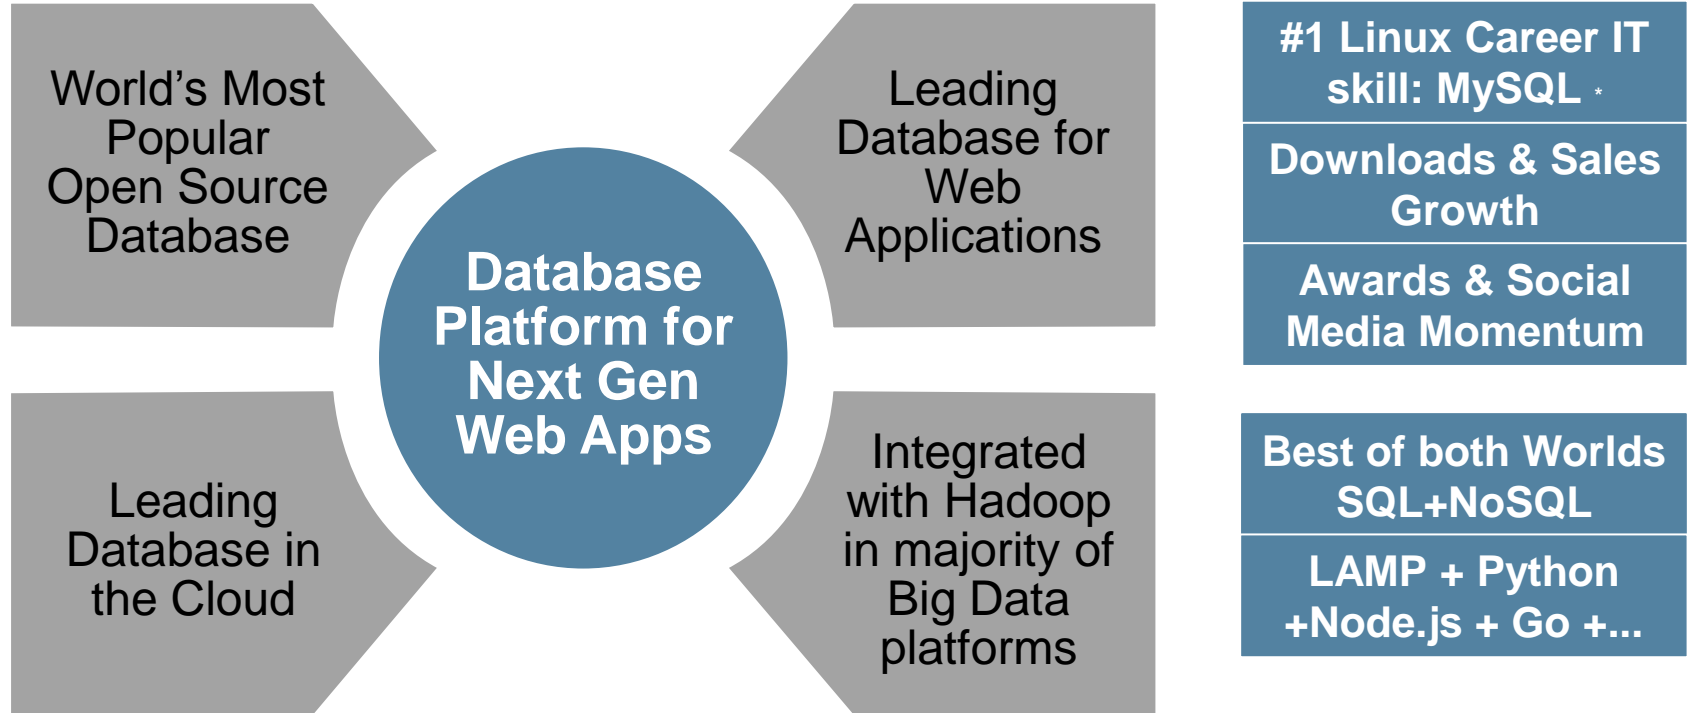 World’s Most
Popular
Open Source
Database
Leading
Database for
Web
Applications
Database
Platform for
Next Gen
Web Apps
Leading
Database in
the Cloud
Integrated
with Hadoop
in majority of
Big Data
platforms
#1 Linux Career IT
skill: MySQL *
Downloads & Sales
Growth
Awards & Social
Media Momentum
Best of both Worlds
SQL+NoSQL
LAMP + Python
+Node.js + Go +...